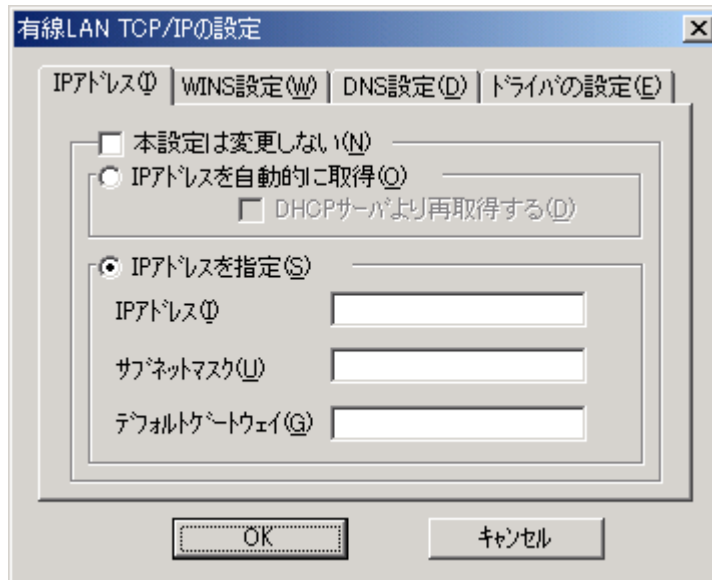 有線LAN TCP/IPの設定
IPｱﾄﾞﾚｽ(I) WINS設定(W) DNS設定(D) ﾄﾞﾗｲﾊﾞの設定(E)
本設定は変更しない(N)
IPｱﾄﾞﾚｽを自動的に取得(O)
DHCPｻｰﾊﾞより再取得する(D)
IPｱﾄﾞﾚｽを指定(S)
IPｱﾄﾞﾚｽ(I)
ｻﾌﾞﾈｯﾄﾏｽｸ(U)
ﾃﾞﾌｫﾙﾄｹﾞｰﾄｳｪｲ(G)
OK ｷｬﾝｾﾙ